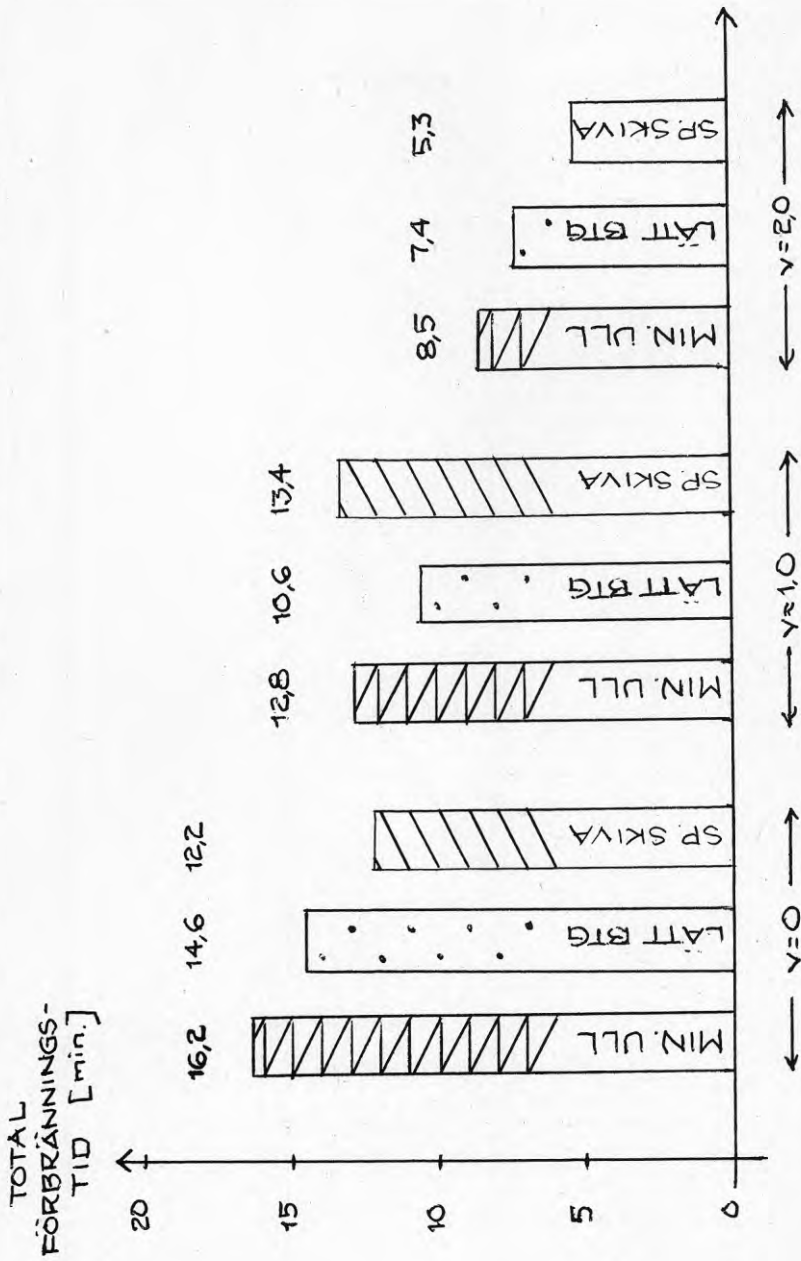 TOTAL
FÖRBRÄNNINGS-
TID [min.]
20
15
10
5
0
16,2
14,6
12,2
12,8
10,6
13,4
8,5
7,4
5,3
MIN. ULL
LÄTT BTG
SP. SKIVA
MIN. ULL
LÄTT BTG
SP. SKIVA
MIN. ULL
LÄTT BTG
SP. SKIVA
v=0
v≈1,0
v=2,0